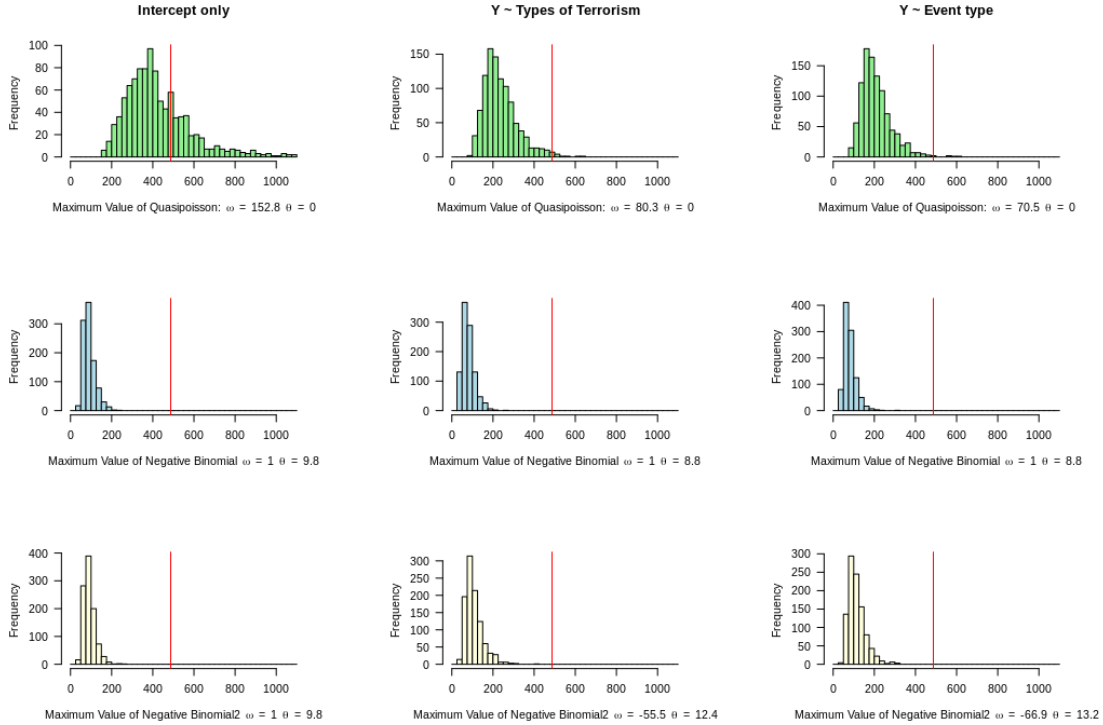 Intercept only
Y ~ Types of Terrorism
Y ~ Event type
Frequency
100
80
60
40
20
0
0 200 400 600 800 1000
Maximum Value of Quasipoisson: ω = 152.8 θ = 0
Frequency
150
100
50
0
0 200 400 600 800 1000
Maximum Value of Quasipoisson: ω = 80.3 θ = 0
Frequency
150
100
50
0
0 200 400 600 800 1000
Maximum Value of Quasipoisson: ω = 70.5 θ = 0
Frequency
300
200
100
0
0 200 400 600 800 1000
Maximum Value of Negative Binomial ω = 1 θ = 9.8
Frequency
300
200
100
0
0 200 400 600 800 1000
Maximum Value of Negative Binomial ω = 1 θ = 8.8
Frequency
400
300
200
100
0
0 200 400 600 800 1000
Maximum Value of Negative Binomial ω = 1 θ = 8.8
Frequency
400
300
200
100
0
0 200 400 600 800 1000
Maximum Value of Negative Binomial2 ω = 1 θ = 9.8
Frequency
300
250
200
150
100
50
0
0 200 400 600 800 1000
Maximum Value of Negative Binomial2 ω = -55.5 θ = 12.4
Frequency
300
250
200
150
100
50
0
0 200 400 600 800 1000
Maximum Value of Negative Binomial2 ω = -66.9 θ = 13.2